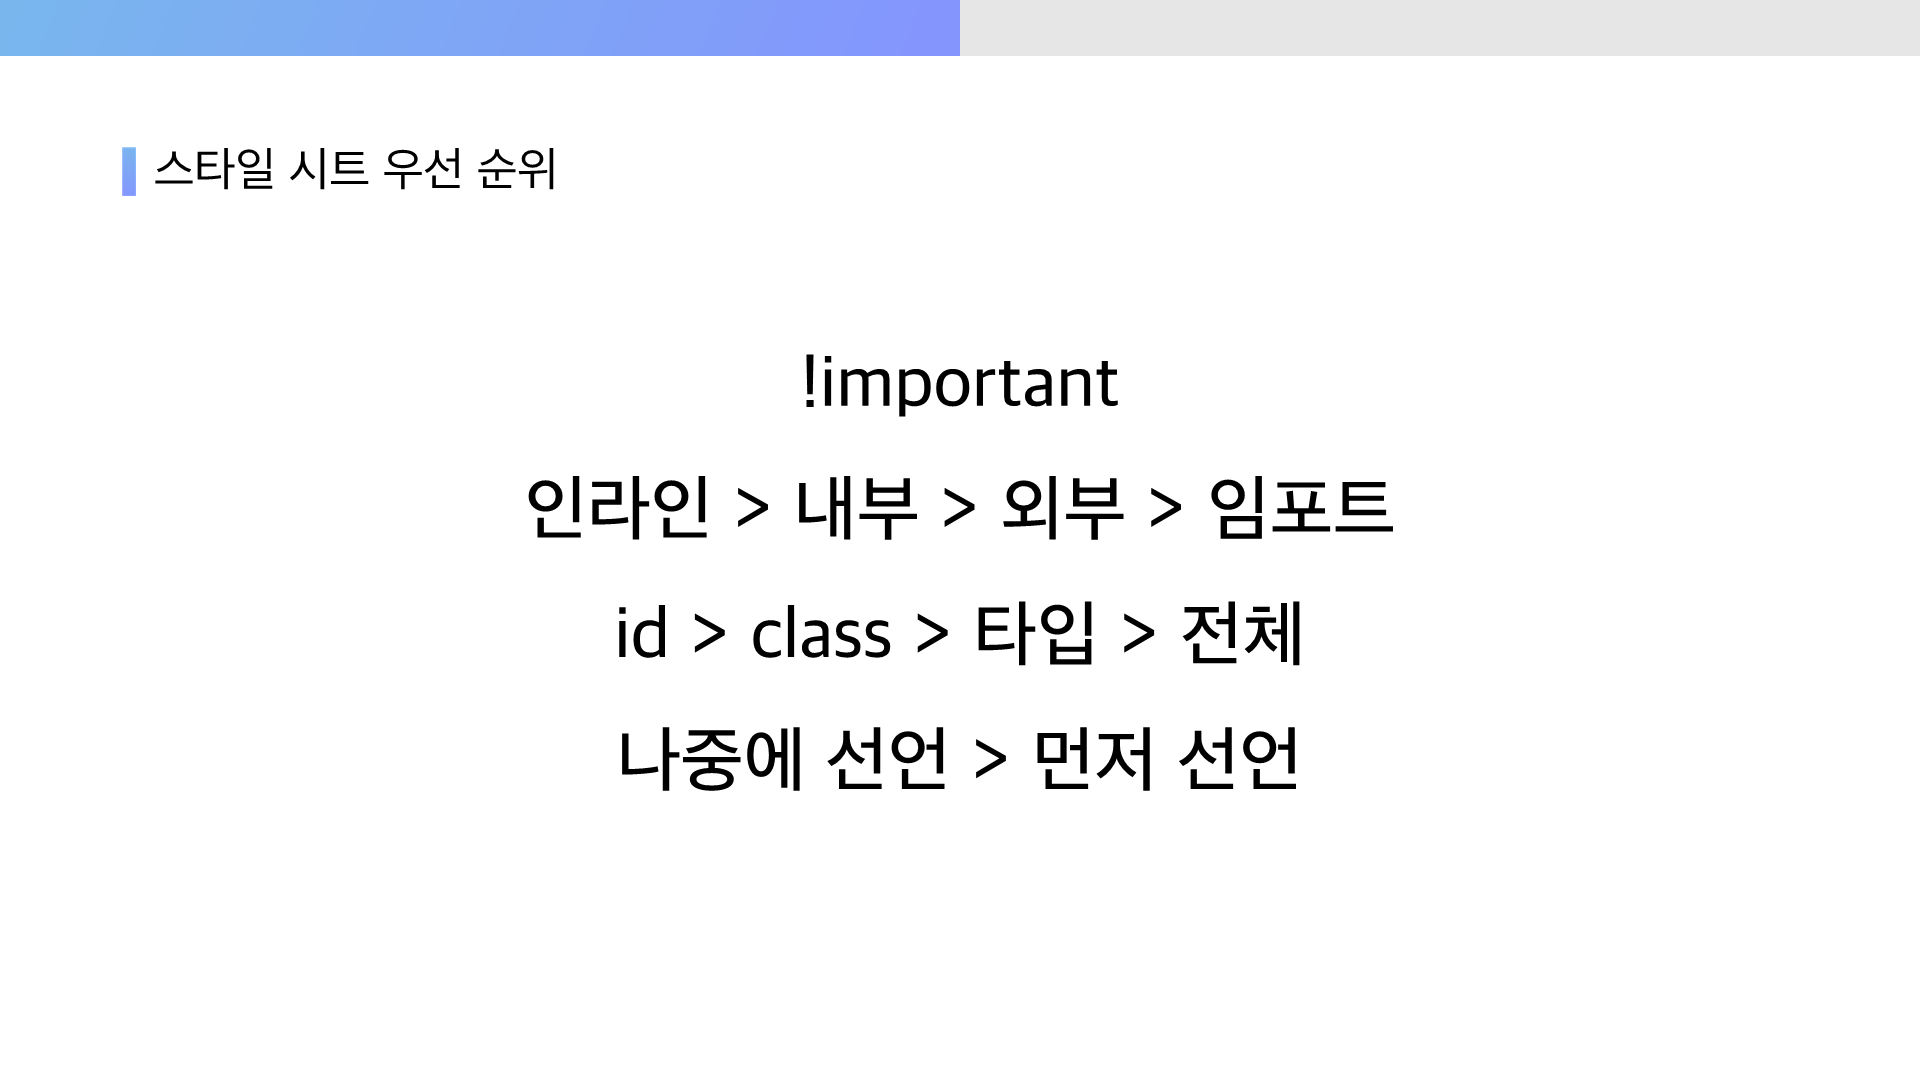 스타일 시트 우선 순위
!important
인라인 > 내부 > 외부 > 임포트
id > class > 타입 > 전체
나중에 선언 > 먼저 선언